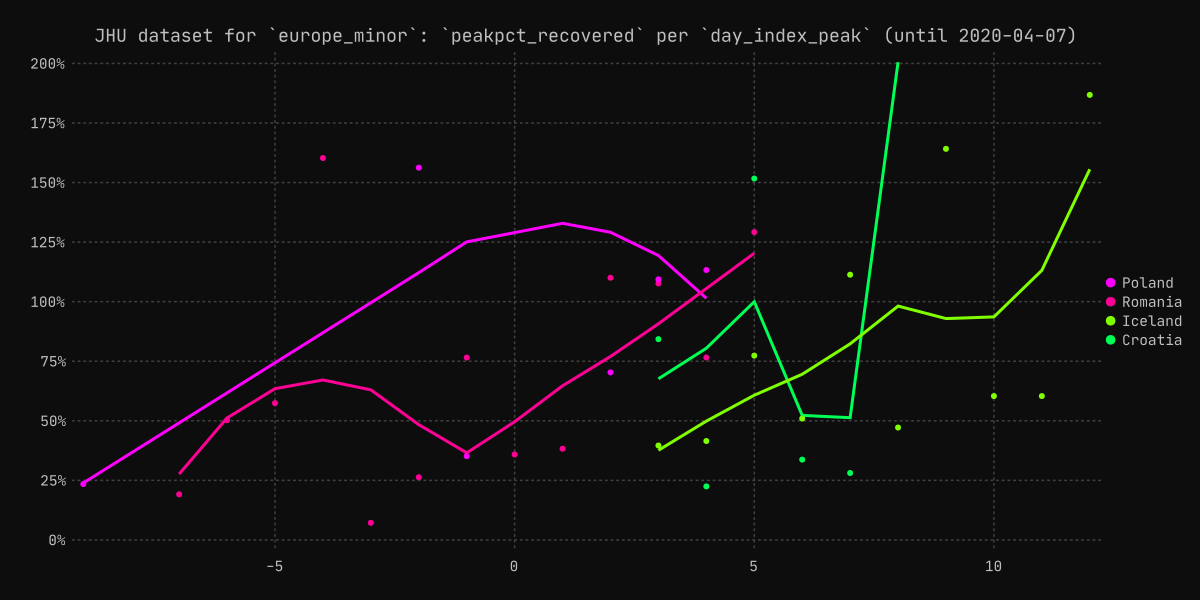 JHU dataset for `europe_minor`: `peakpct_recovered` per `day_index_peak` (until 2020-04-07)
200%
175%
150%
125%
100%
75%
50%
25%
0%
-5
0
5
10
Poland
Romania
Iceland
Croatia